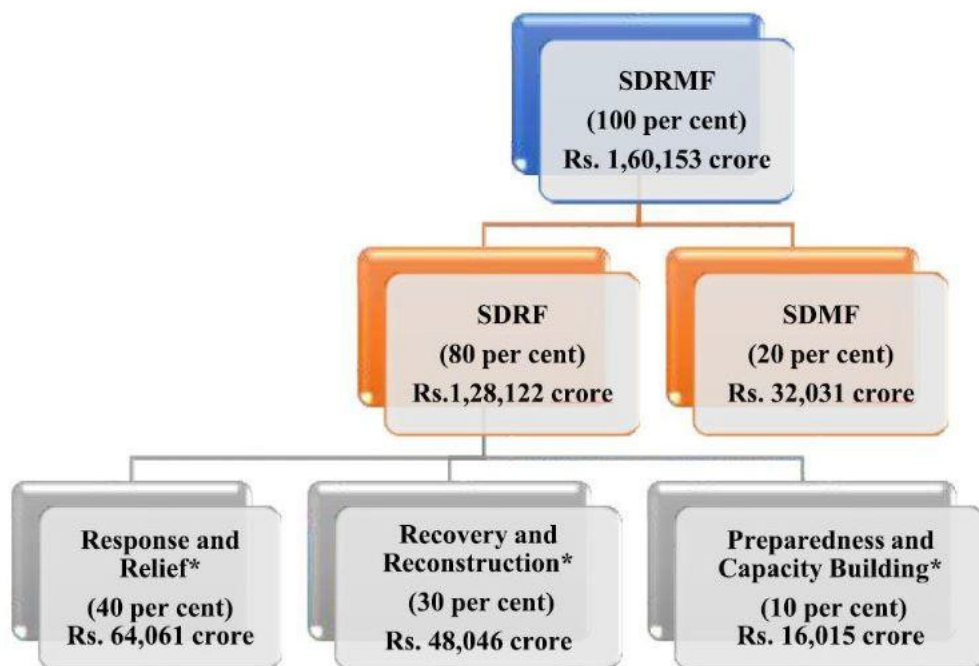 SDRMF
(100 per cent)
Rs. 1,60,153 crore
SDRF
(80 per cent)
Rs.1,28,122 crore
SDMF
(20 per cent)
Rs. 32,031 crore
Response and
Relief*
(40 per cent)
Rs. 64,061 crore
Recovery and
Reconstruction*
(30 per cent)
Rs. 48,046 crore
Preparedness and
Capacity Building*
(10 per cent)
Rs. 16,015 crore